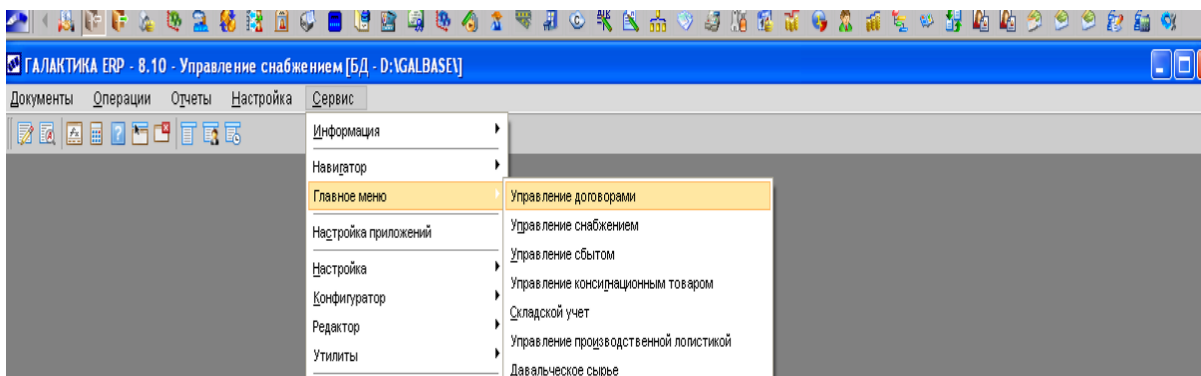 ГАЛАКТИКА ERP - 8.10 - Управление снабжением [БД - D:\GALBASE\]
Документы Операции Отчеты Настройка Сервис
Информация
Навигатор
Главное меню
Управление договорами
Управление снабжением
Настройка приложений
Управление сбытом
Настройка
Управление консигнационным товаром
Конфигуратор
Складской учет
Редактор
Управление производственной логистикой
Утилиты
Давальческое сырье